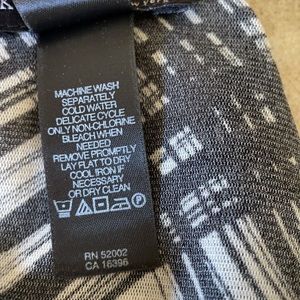 MACHINE WASH
SEPARATELY
COLD WATER
DELICATE CYCLE
ONLY NON-CHLORINE
BLEACH WHEN
NEEDED
REMOVE PROMPTLY
LAY FLAT TO DRY
COOL IRON IF
NECESSARY
OR DRY CLEAN
RN 52002
CA 16396